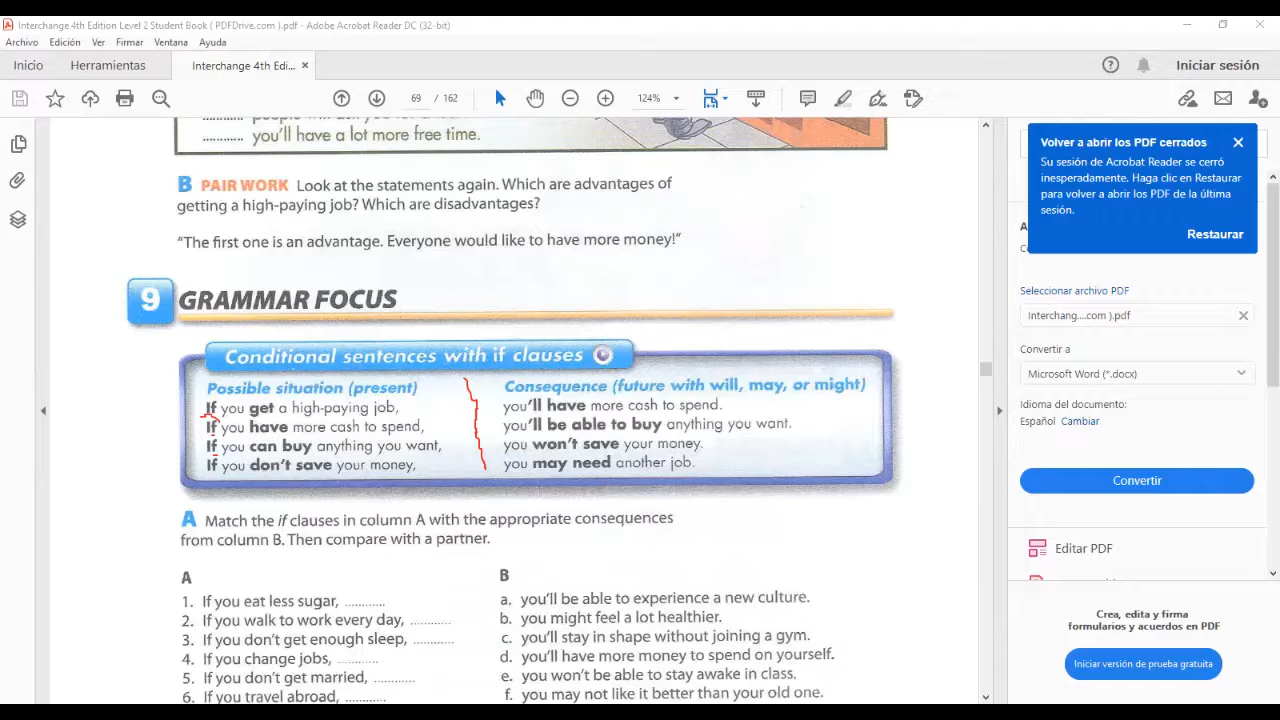 Interchange 4th Edition Level 2 Student Book ( PDFDrive.com ).pdf - Adobe Acrobat Reader DC (32-bit)
Archivo Edición Ver Firmar Ventana Ayuda
Inicio Herramientas Interchange 4th Edi... × Iniciar sesión
69 / 162 124%
you'll have a lot more free time.
B PAIR WORK Look at the statements again. Which are advantages of
getting a high-paying job? Which are disadvantages?
"The first one is an advantage. Everyone would like to have more money!"
9 GRAMMAR FOCUS
Conditional sentences with if clauses
Possible situation (present) Consequence (future with will, may, or might)
If you get a high-paying job, you'll have more cash to spend.
If you have more cash to spend, you'll be able to buy anything you want.
If you can buy anything you want, you won't save your money.
If you don't save your money, you may need another job.
A Match the if clauses in column A with the appropriate consequences
from column B. Then compare with a partner.
A B
1. If you eat less sugar, ........... a. you'll be able to experience a new culture.
2. If you walk to work every day, ........... b. you might feel a lot healthier.
3. If you don't get enough sleep, ........... c. you'll stay in shape without joining a gym.
4. If you change jobs, ........... d. you'll have more money to spend on yourself.
5. If you don't get married, ........... e. you won't be able to stay awake in class.
6. If you travel abroad, ........... f. you may not like it better than your old one.
Volver a abrir los PDF cerrados
Su sesión de Acrobat Reader se cerró
inesperadamente. Haga clic en Restaurar
para volver a abrir los PDF de la última
sesión.
Restaurar
Seleccionar archivo PDF
Interchang....com ).pdf
Convertir a
Microsoft Word (*.docx)
Idioma del documento:
Español Cambiar
Convertir
Editar PDF
Crea, edita y firma
formularios y acuerdos en PDF
Iniciar versión de prueba gratuita